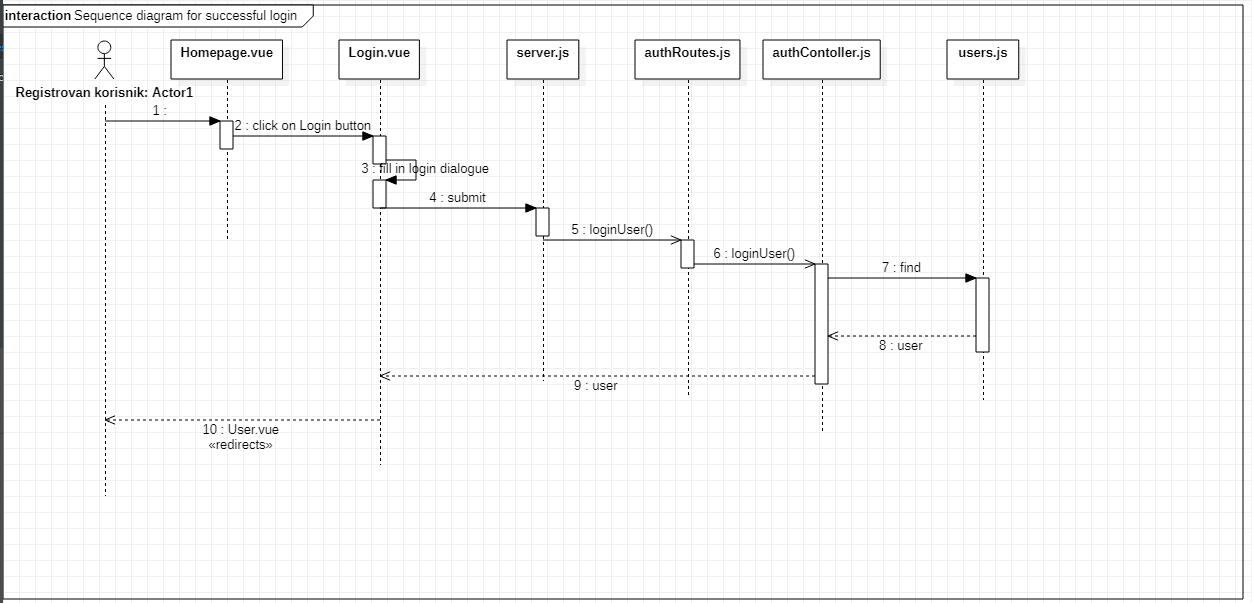 interaction Sequence diagram for successful login
Homepage.vue
Login.vue
server.js
authRoutes.js
authContoller.js
users.js
Registrovan korisnik: Actor1
1 :
2 : click on Login button
3 : fill in login dialogue
4 : submit
5 : loginUser()
6 : loginUser()
7 : find
8 : user
9 : user
10 : User.vue
«redirects»